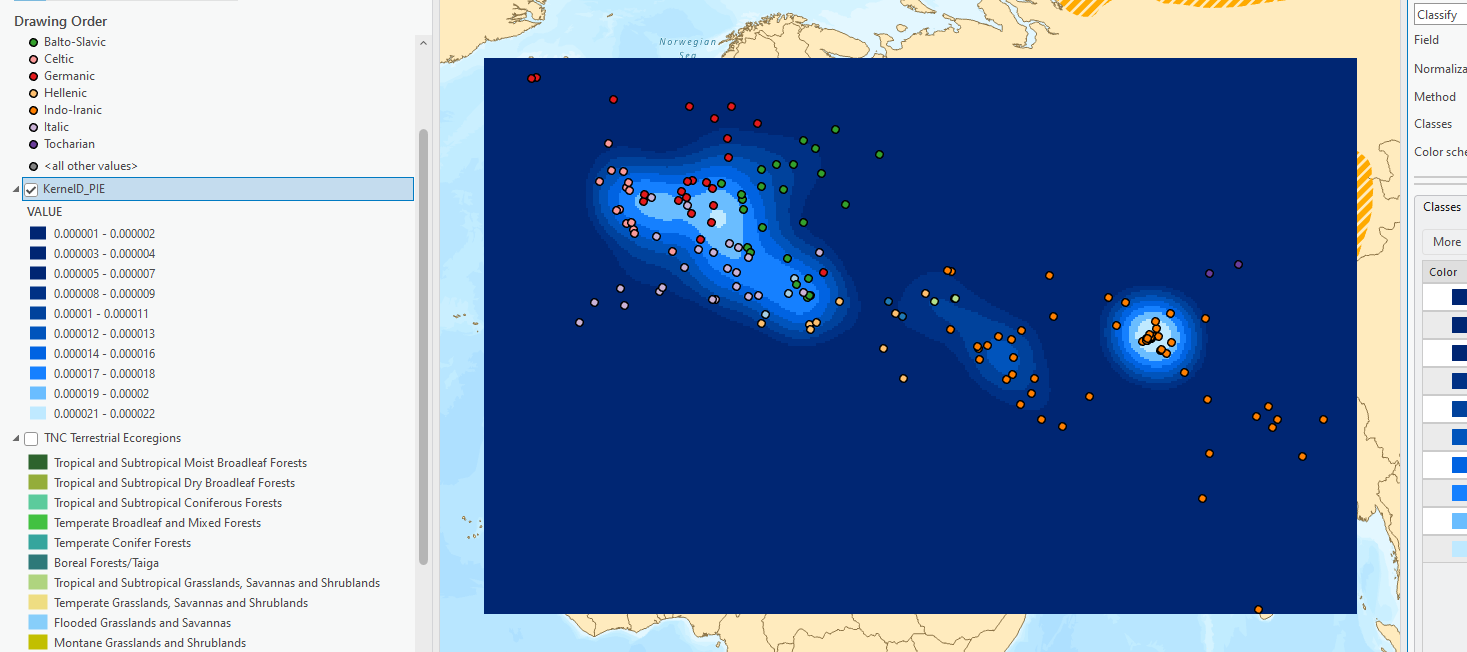 Drawing Order
Balto-Slavic
Celtic
Germanic
Hellenic
Indo-Iranic
Italic
Tocharian
<all other values>
KernelD_PIE
VALUE
0.000001 - 0.000002
0.000003 - 0.000004
0.000005 - 0.000007
0.000008 - 0.000009
0.00001 - 0.000011
0.000012 - 0.000013
0.000014 - 0.000016
0.000017 - 0.000018
0.000019 - 0.00002
0.000021 - 0.000022
TNC Terrestrial Ecoregions
Tropical and Subtropical Moist Broadleaf Forests
Tropical and Subtropical Dry Broadleaf Forests
Tropical and Subtropical Coniferous Forests
Temperate Broadleaf and Mixed Forests
Temperate Conifer Forests
Boreal Forests/Taiga
Tropical and Subtropical Grasslands, Savannas and Shrublands
Temperate Grasslands, Savannas and Shrublands
Flooded Grasslands and Savannas
Montane Grasslands and Shrublands
Norwegian
Sea
Classify
Field
Normaliza
Method
Classes
Color sche
Classes
More
Color